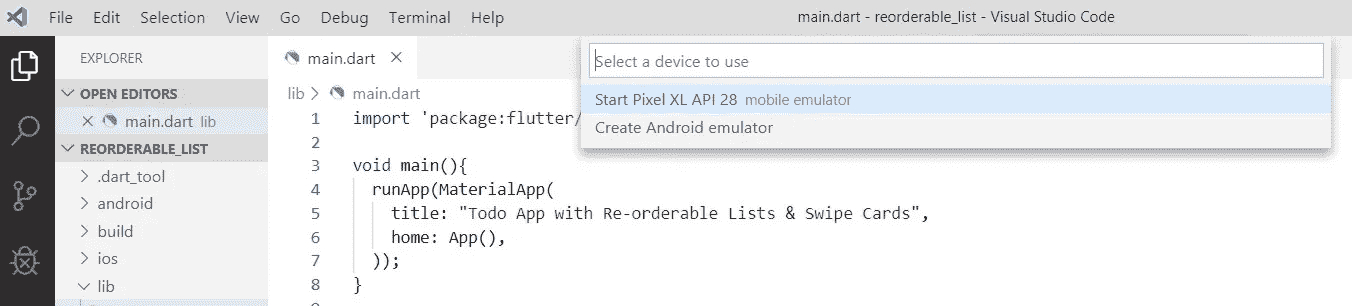 File Edit Selection View Go Debug Terminal Help main.dart - reorderable_list - Visual Studio Code
EXPLORER
OPEN EDITORS
main.dart lib
REORDERABLE_LIST
.dart_tool
android
build
ios
lib
main.dart
lib > main.dart
Select a device to use
Start Pixel XL API 28 mobile emulator
Create Android emulator
1 import 'package:flutter/
2
3 void main(){
4 runApp(MaterialApp(
5 title: "Todo App with Re-orderable Lists & Swipe Cards",
6 home: App(),
7 ));
8 }